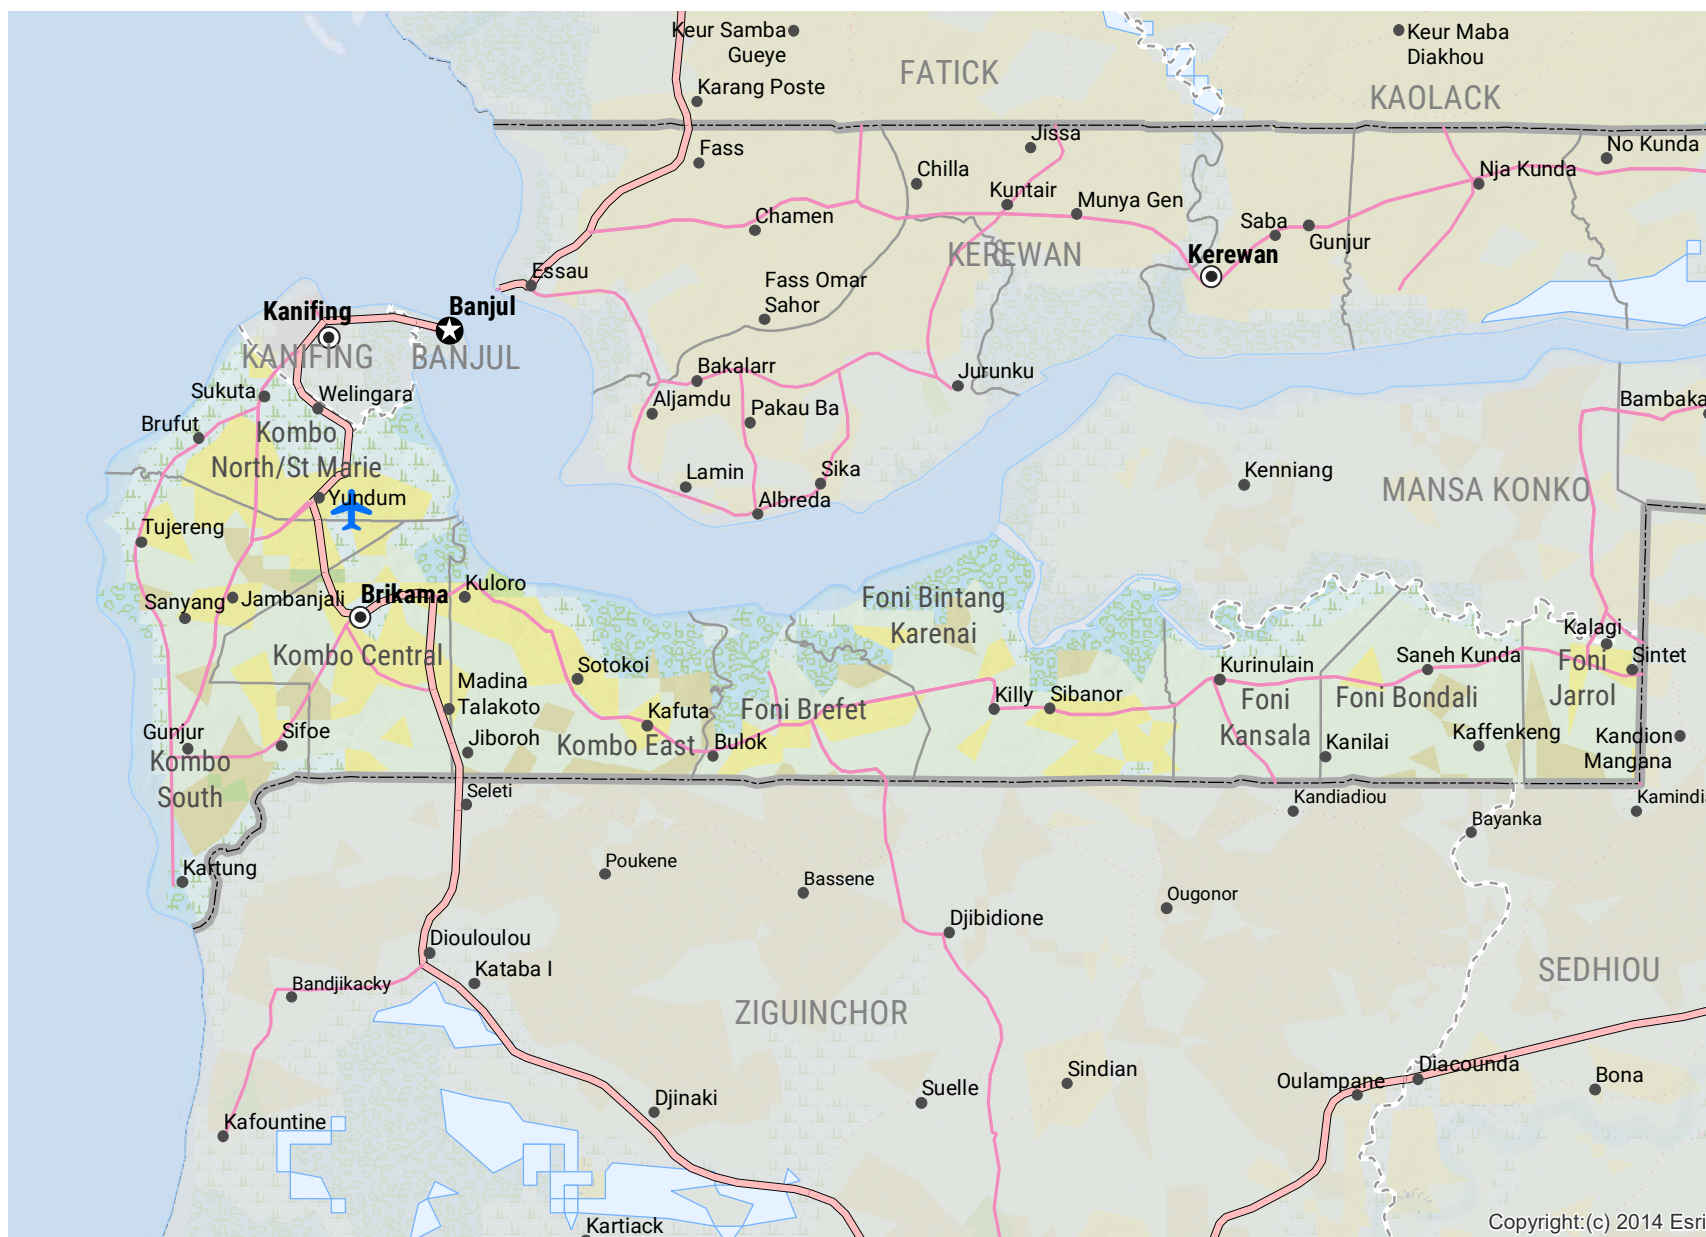 Keur Samba
Gueye
Keur Maba
Diakhou
FATICK
KAOLACK
Karang Poste
Fass
Jissa
No Kunda
Chilla
Nja Kunda
Kuntair
Munya Gen
Chamen
Saba
Gunjur
KEREWAN
Kerewan
Essau
Fass Omar
Sahor
Kanifing
Banjul
KANIFING
BANJUL
Bakalarr
Jurunku
Sukuta
Welingara
Aljamdu
Pakau Ba
Bambaka
Brufut
Kombo
North/St Marie
Lamin
Sika
Kenniang
MANSA KONKO
Yundum
Albreda
Tujereng
Kuloro
Brikama
Sanyang
Jambanjali
Foni Bintang
Karenai
Kombo Central
Kalagi
Sotokoi
Kurinulain
Saneh Kunda
Foni
Jarrol
Sintet
Madina
Talakoto
Killy
Sibanor
Foni
Kansala
Foni Bondali
Foni Brefet
Kafuta
Gunjur
Sifoe
Jiboroh
Kombo East
Bulok
Kanilai
Kaffenkeng
Kandion
Mangana
Kombo
South
Seleti
Kandiadiou
Kamindi
Bayanka
Poukene
Kartung
Bassene
Ougonor
Djibidione
Diouloulou
Kataba I
SEDHIOU
Bandjikacky
ZIGUINCHOR
Sindian
Diacounda
Oulampane
Bona
Suelle
Djinaki
Kafountine
Kartiack
Copyright:(c) 2014 Esri